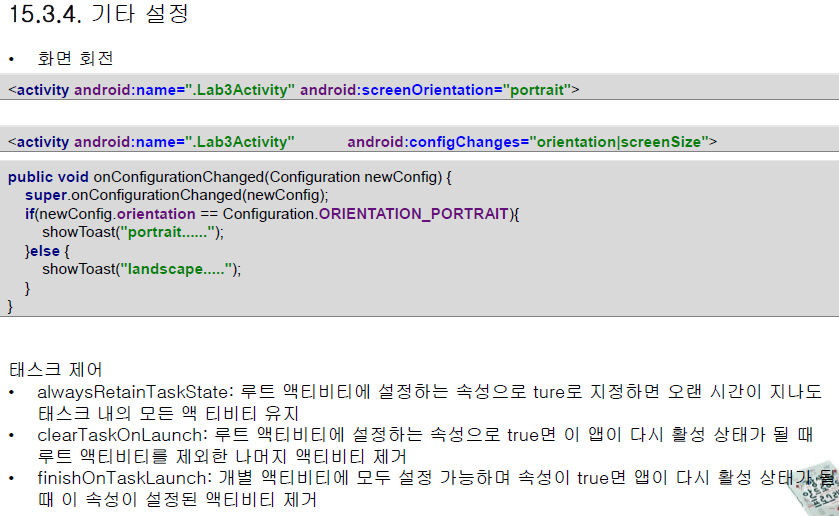 15.3.4. 기타 설정
• 화면 회전
<activity android:name=".Lab3Activity" android:screenOrientation="portrait">
<activity android:name=".Lab3Activity" android:configChanges="orientation|screenSize">
public void onConfigurationChanged(Configuration newConfig) {
super.onConfigurationChanged(newConfig);
if(newConfig.orientation == Configuration.ORIENTATION_PORTRAIT){
showToast("portrait......");
}else {
showToast("landscape.....");
}
}
태스크 제어
• alwaysRetainTaskState: 루트 액티비티에 설정하는 속성으로 ture로 지정하면 오랜 시간이 지나도
태스크 내의 모든 액 티비티 유지
• clearTaskOnLaunch: 루트 액티비티에 설정하는 속성으로 true면 이 앱이 다시 활성 상태가 될 때
루트 액티비티를 제외한 나머지 액티비티 제거
• finishOnTaskLaunch: 개별 액티비티에 모두 설정 가능하며 속성이 true면 앱이 다시 활성 상태가 될
때 이 속성이 설정된 액티비티 제거